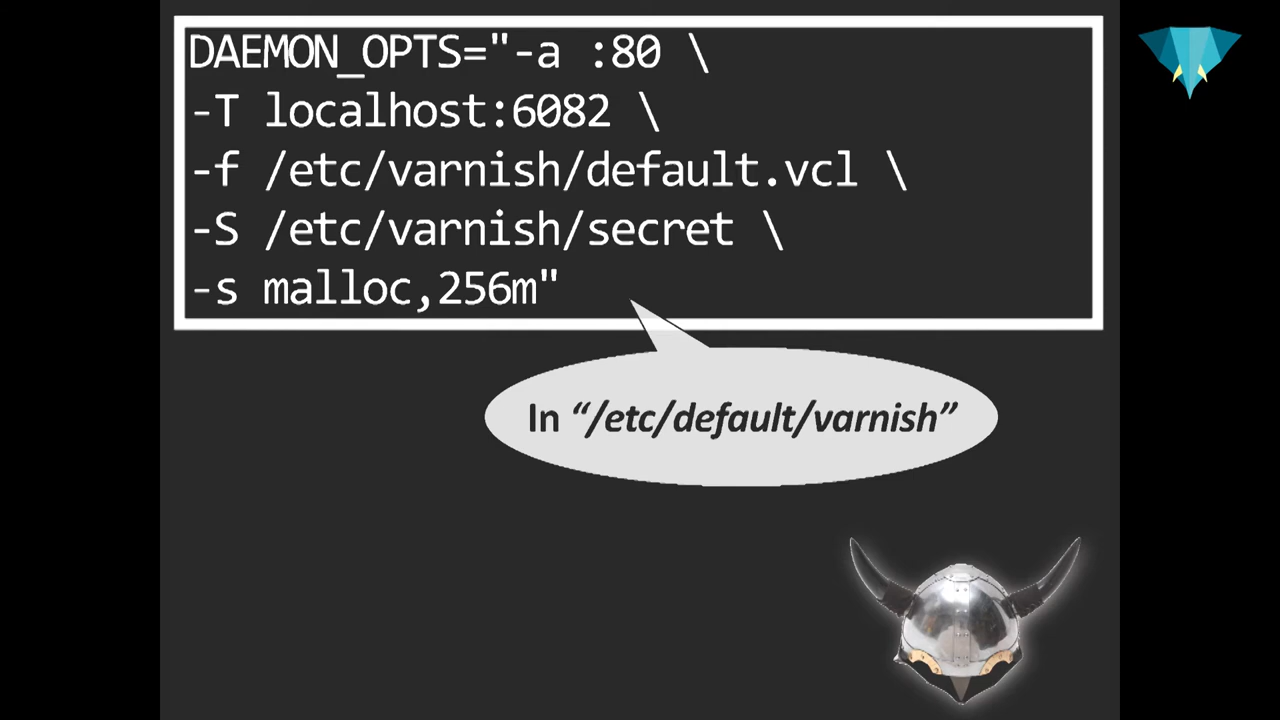 DAEMON_OPTS="-a :80 \
-T localhost:6082 \
-f /etc/varnish/default.vcl \
-S /etc/varnish/secret \
-s malloc,256m"
In “/etc/default/varnish”